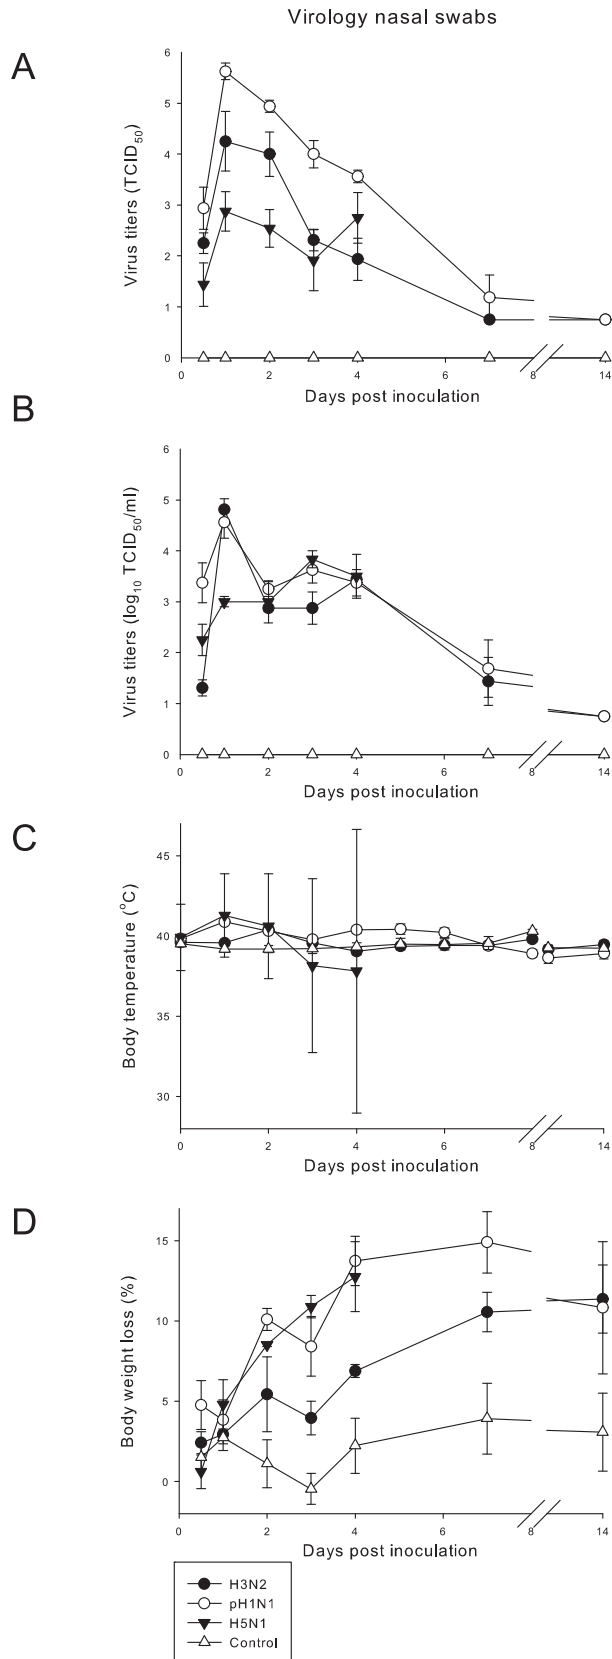 Virology nasal swabs
A
Virus titers (TCID50)
6
5
4
3
2
1
0
0 2 4 6 8 14
Days post inoculation
B
Virus titers (log10 TCID50/ml)
6
5
4
3
2
1
0
0 2 4 6 8 14
Days post inoculation
C
Body temperature (°C)
45
40
35
30
0 2 4 6 8 14
Days post inoculation
D
Body weight loss (%)
15
10
5
0
0 2 4 6 8 14
Days post inoculation
H3N2
pH1N1
H5N1
Control